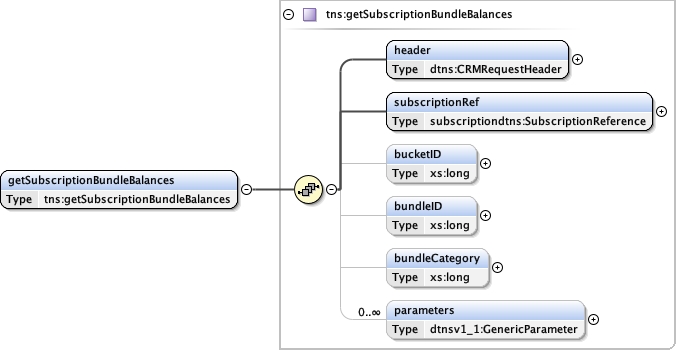 tns:getSubscriptionBundleBalances
header
Type dtns:CRMRequestHeader
subscriptionRef
Type subscriptiondtns:SubscriptionReference
bucketID
Type xs:long
getSubscriptionBundleBalances
Type tns:getSubscriptionBundleBalances
bundleID
Type xs:long
bundleCategory
Type xs:long
0..∞
parameters
Type dtnsv1_1:GenericParameter